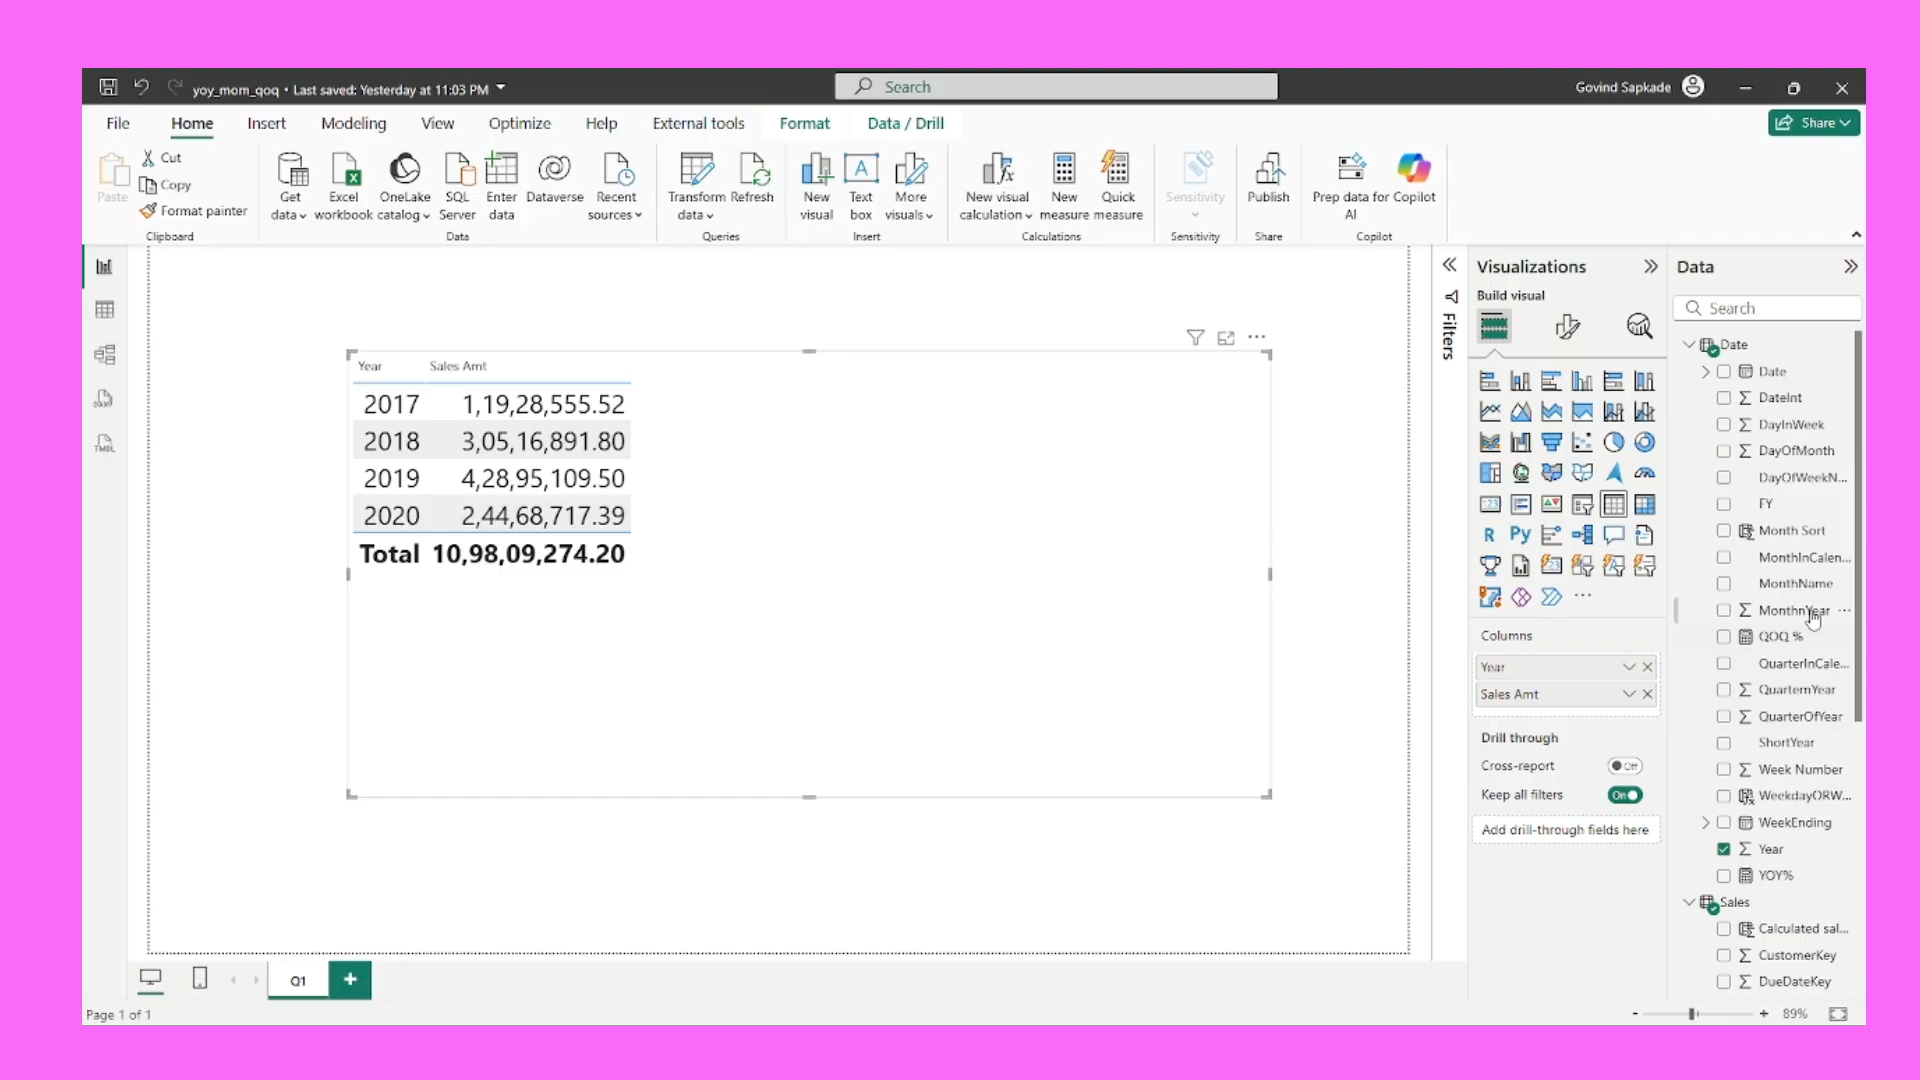 yoy_mom_qoq • Last saved: Yesterday at 11:03 PM
Search
Govind Sapkade
File Home Insert Modeling View Optimize Help External tools Format Data / Drill
Share
Paste
Cut
Copy
Format painter
Clipboard
Get data
Excel workbook
OneLake catalog
SQL Server
Enter data
Dataverse
Recent sources
Data
Transform data
Refresh
Queries
New visual
A
Text box
More visuals
Insert
New visual calculation
New measure
Quick measure
Calculations
Sensitivity
Sensitivity
Publish
Share
Prep data for AI
Copilot
Copilot
Year Sales Amt
2017 1,19,28,555.52
2018 3,05,16,891.80
2019 4,28,95,109.50
2020 2,44,68,717.39
Total 10,98,09,274.20
Filters
Visualizations
Build visual
R Py
Columns
Year
Sales Amt
Drill through
Cross-report Off
Keep all filters On
Add drill-through fields here
Data
Search
Date
Date
DateInt
DayInWeek
DayOfMonth
DayOfWeekN...
FY
Month Sort
MonthInCalen...
MonthName
MonthnYear
QOQ %
QuarterInCale...
QuarternYear
QuarterOfYear
ShortYear
Week Number
WeekdayORW...
WeekEnding
Year
YOY%
Sales
Calculated sal...
CustomerKey
DueDateKey
Q1
Page 1 of 1
- + 89%